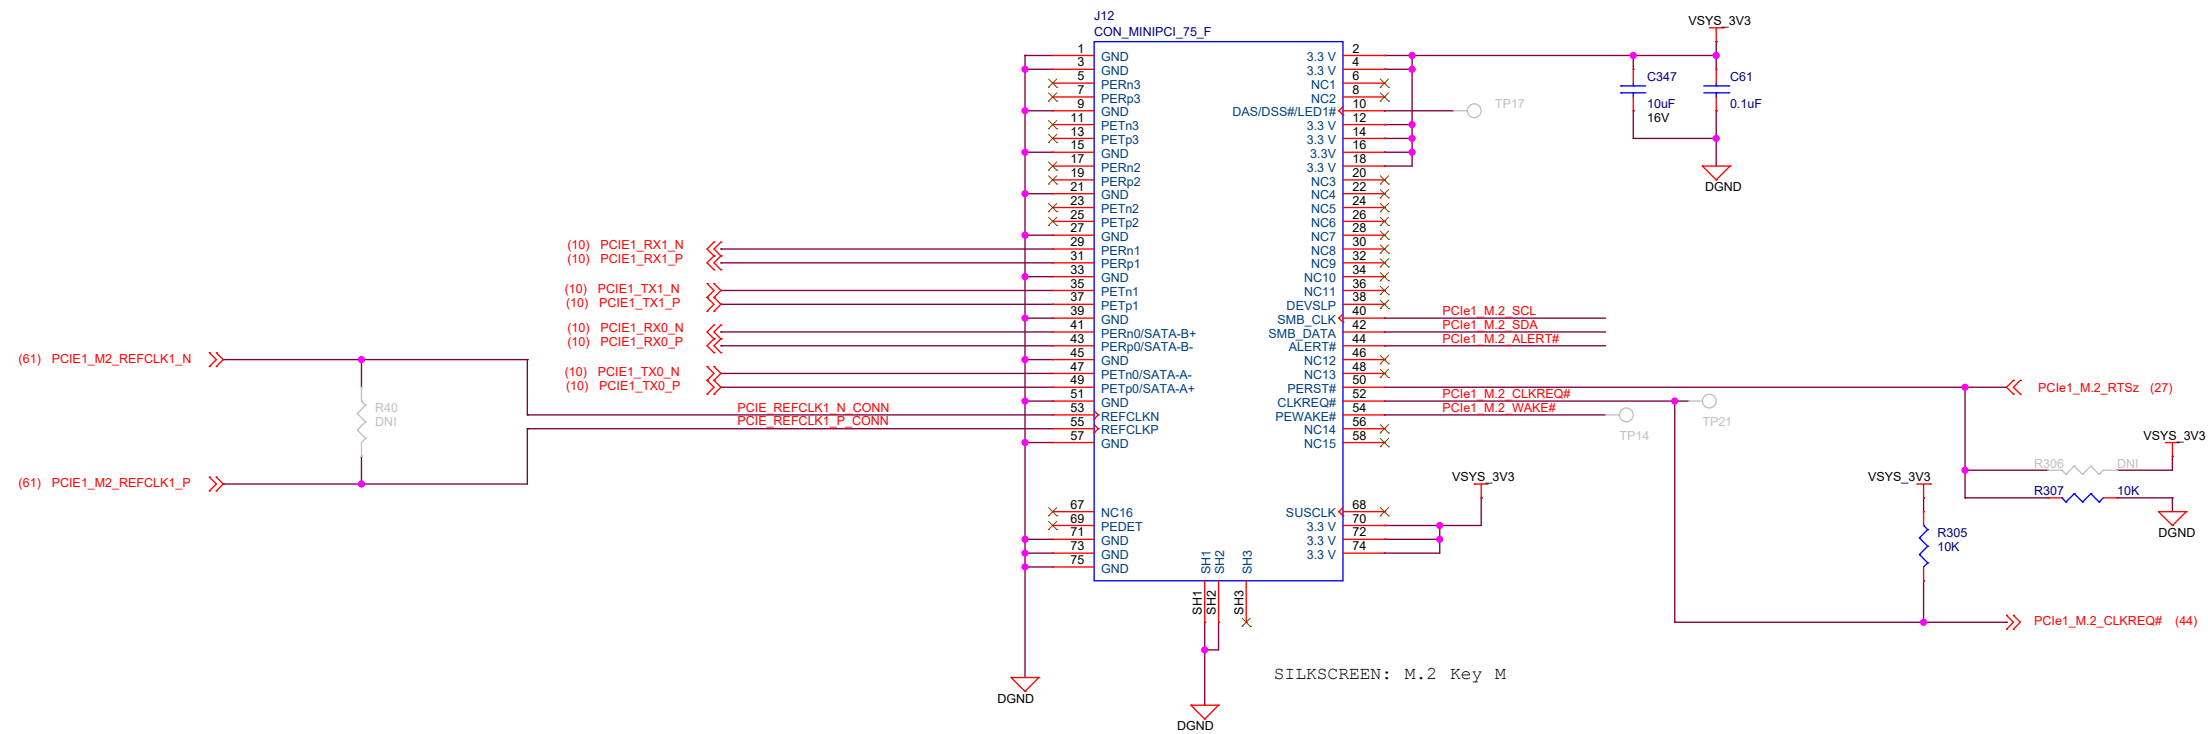 J12
CON_MINIPCI_75_F
1 GND
3 GND
5 PERn3
7 PERp3
9 GND
11 PETn3
13 PETp3
15 GND
17 PERn2
19 PERp2
21 GND
23 PETn2
25 PETp2
27 GND
29 PERn1
31 PERp1
33 GND
35 PETn1
37 PETp1
39 GND
41 PERn0/SATA-B+
43 PERp0/SATA-B-
45 GND
47 PETn0/SATA-A-
49 PETp0/SATA-A+
51 GND
53 REFCLKN
55 REFCLKP
57 GND
67 NC16
69 PEDET
71 GND
73 GND
75 GND
3.3 V 2
3.3 V 4
NC1 6
NC2 8
DAS/DSS#/LED1# 10
3.3 V 12
3.3 V 14
3.3V 16
3.3 V 18
NC3 20
NC4 22
NC5 24
NC6 26
NC7 28
NC8 30
NC9 32
NC10 34
NC11 36
DEVSLP 38
SMB_CLK 40
SMB_DATA 42
ALERT# 44
NC12 46
NC13 48
PERST# 50
CLKREQ# 52
PEWAKE# 54
NC14 56
NC15 58
SUSCLK 68
3.3 V 70
3.3 V 72
3.3 V 74
SH1
SH2
SH3
SH1
SH2
SH3
(10) PCIE1_RX1_N
(10) PCIE1_RX1_P
(10) PCIE1_TX1_N
(10) PCIE1_TX1_P
(10) PCIE1_RX0_N
(10) PCIE1_RX0_P
(10) PCIE1_TX0_N
(10) PCIE1_TX0_P
(61) PCIE1_M2_REFCLK1_N
(61) PCIE1_M2_REFCLK1_P
R40
DNI
PCIE_REFCLK1_N_CONN
PCIE_REFCLK1_P_CONN
VSYS_3V3
C347
10uF
16V
C61
0.1uF
DGND
TP17
PCIe1_M.2_SCL
PCIe1_M.2_SDA
PCIe1_M.2_ALERT#
PCIe1_M.2_CLKREQ#
PCIe1_M.2_WAKE#
TP14
TP21
PCIe1_M.2_RTSz (27)
VSYS_3V3
R306 DNI
R307 10K
DGND
VSYS_3V3
R305
10K
PCIe1_M.2_CLKREQ# (44)
VSYS_3V3
DGND
DGND
SILKSCREEN: M.2 Key M